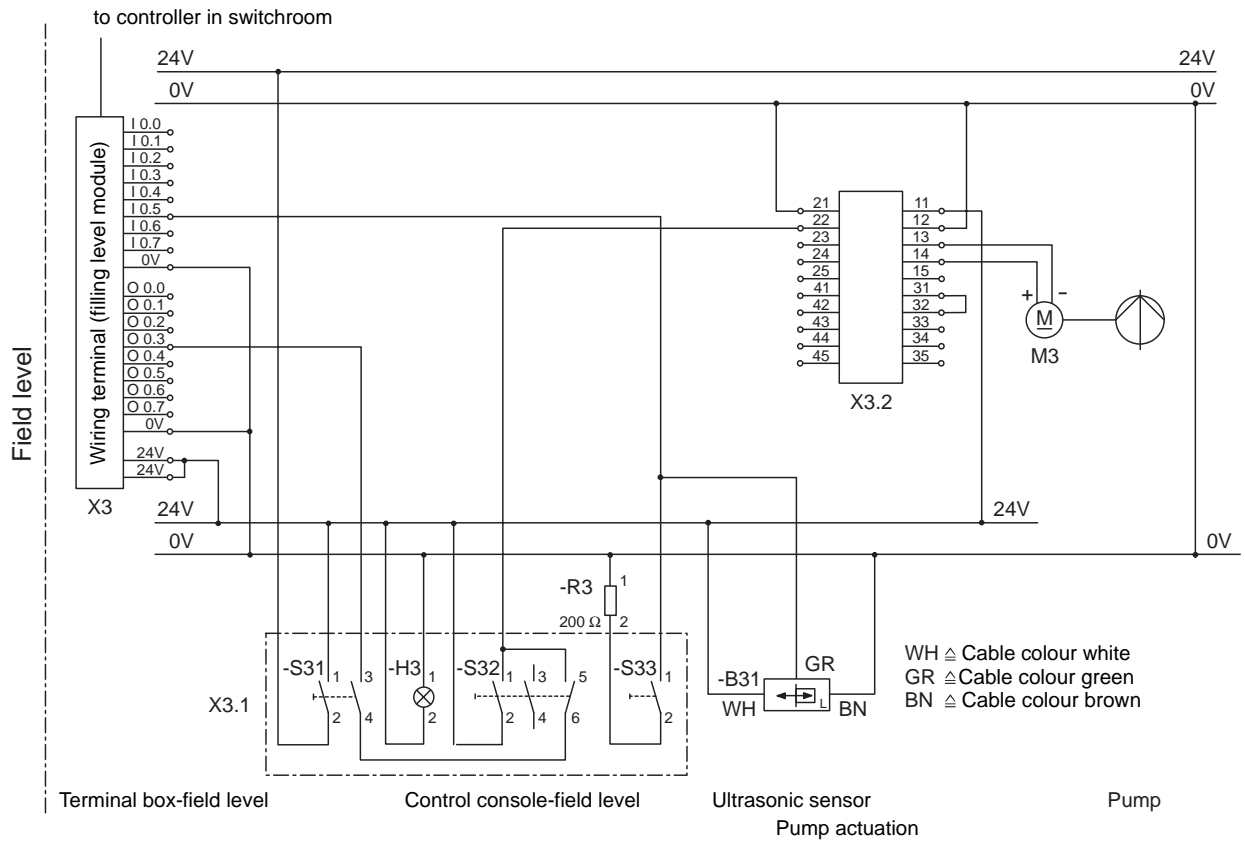 to controller in switchroom
24V
24V
0V
0V
Field level
Wiring terminal (filling level module)
I 0.0
I 0.1
I 0.2
I 0.3
I 0.4
I 0.5
I 0.6
I 0.7
0V
O 0.0
O 0.1
O 0.2
O 0.3
O 0.4
O 0.5
O 0.6
O 0.7
0V
24V
24V
X3
21
22
23
24
25
41
42
43
44
45
11
12
13
14
15
31
32
33
34
35
X3.2
+
-
M
M3
24V
24V
0V
0V
-R3
1
200 Ω
2
X3.1
-S31
1
3
2
4
-H3
1
2
-S32
1
3
5
2
4
6
-S33
1
2
-B31
GR
WH
L
BN
WH ≙ Cable colour white
GR ≙ Cable colour green
BN ≙ Cable colour brown
Terminal box-field level
Control console-field level
Ultrasonic sensor
Pump
Pump actuation